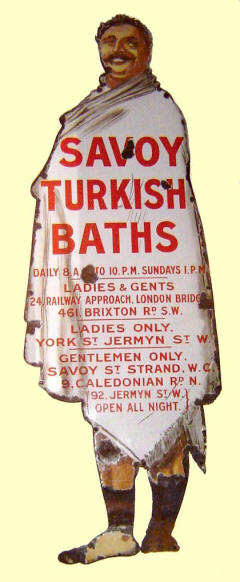 SAVOY
TURKISH
BATHS
DAILY 8 A.M. TO 10. P.M. SUNDAYS 1. P.M.
LADIES & GENTS
24, RAILWAY APPROACH, LONDON BRIDGE
461, BRIXTON RD S.W.
LADIES ONLY.
YORK ST JERMYN ST W.
GENTLEMEN ONLY.
SAVOY ST STRAND, W.C.
9, CALEDONIAN RD N.
92, JERMYN ST W.
OPEN ALL NIGHT.